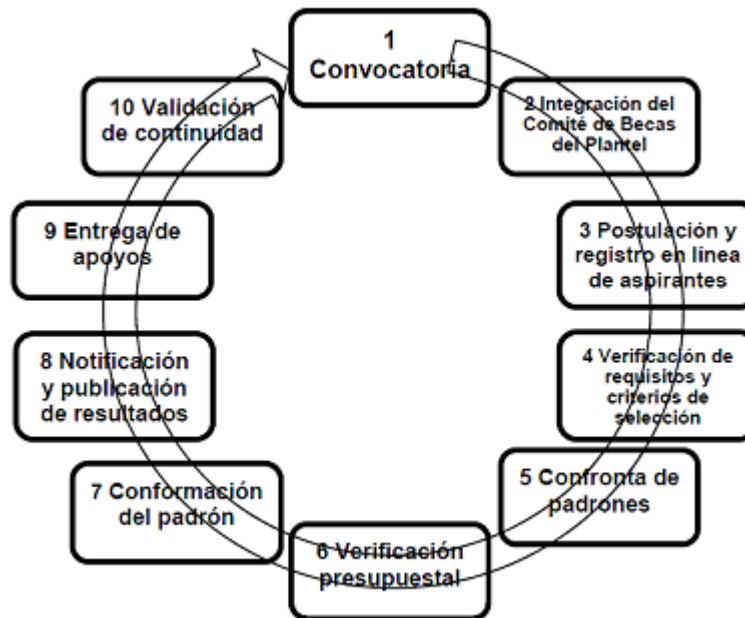 1
Convocatoria
2 Integración del
Comité de Becas
del Plantel
3 Postulación y
registro en línea
de aspirantes
4 Verificación de
requisitos y
criterios de
selección
5 Confronta de
padrones
6 Verificación
presupuestal
7 Conformación
del padrón
8 Notificación
y publicación
de resultados
9 Entrega de
apoyos
10 Validación
de continuidad